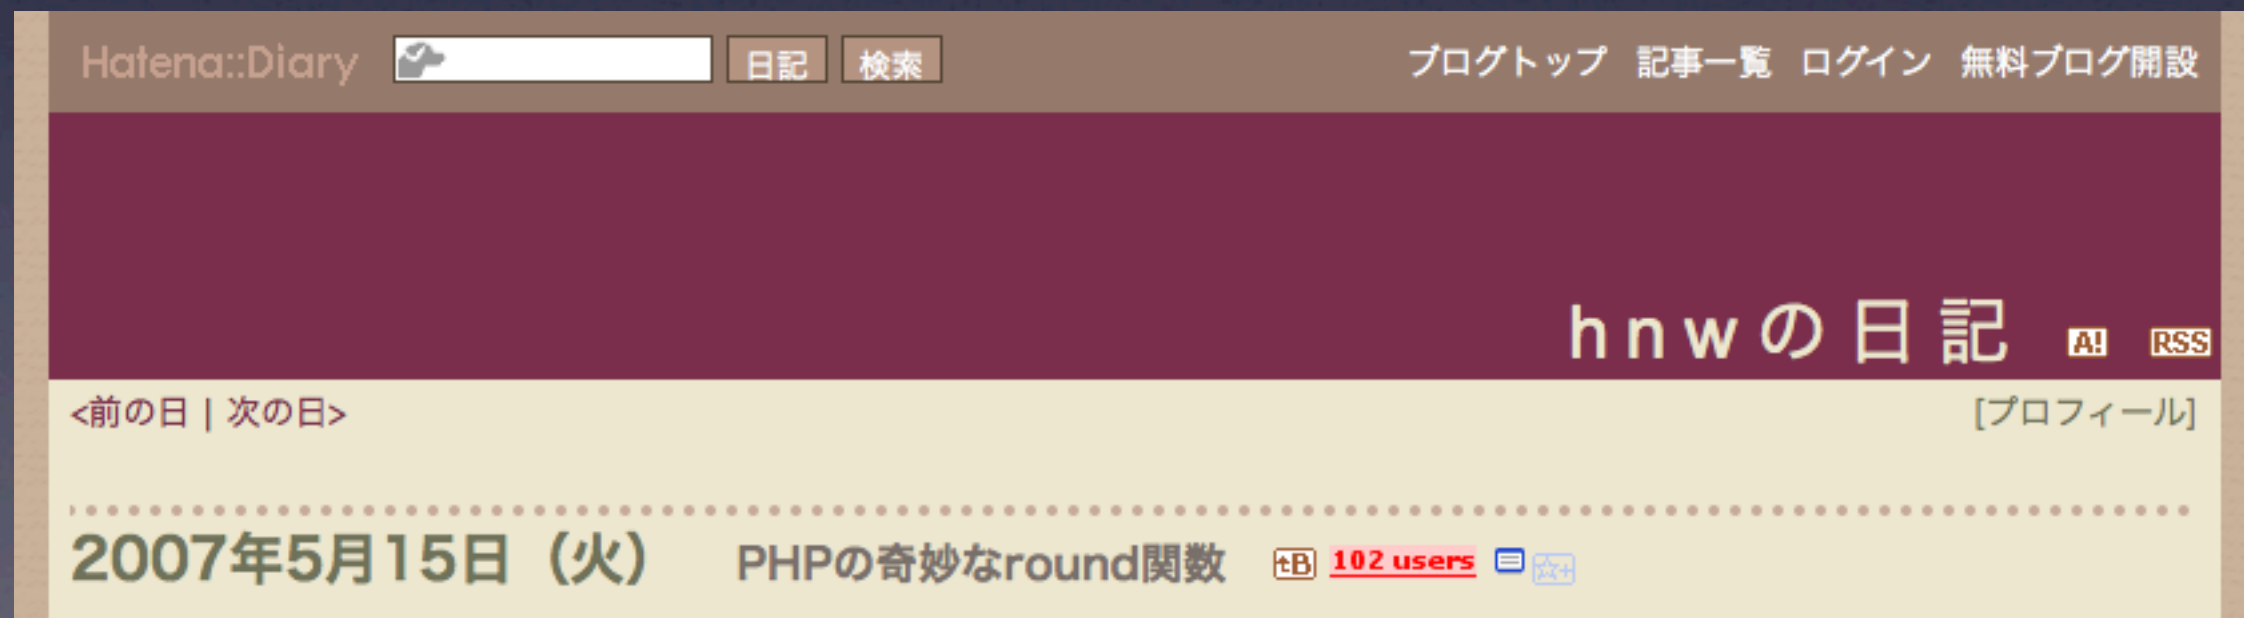 Hatena::Diary 日記 検索 ブログトップ 記事一覧 ログイン 無料ブログ開設
hnwの日記 A! RSS
<前の日 | 次の日> [プロフィール]
2007年5月15日（火） PHPの奇妙なround関数 B 102 users